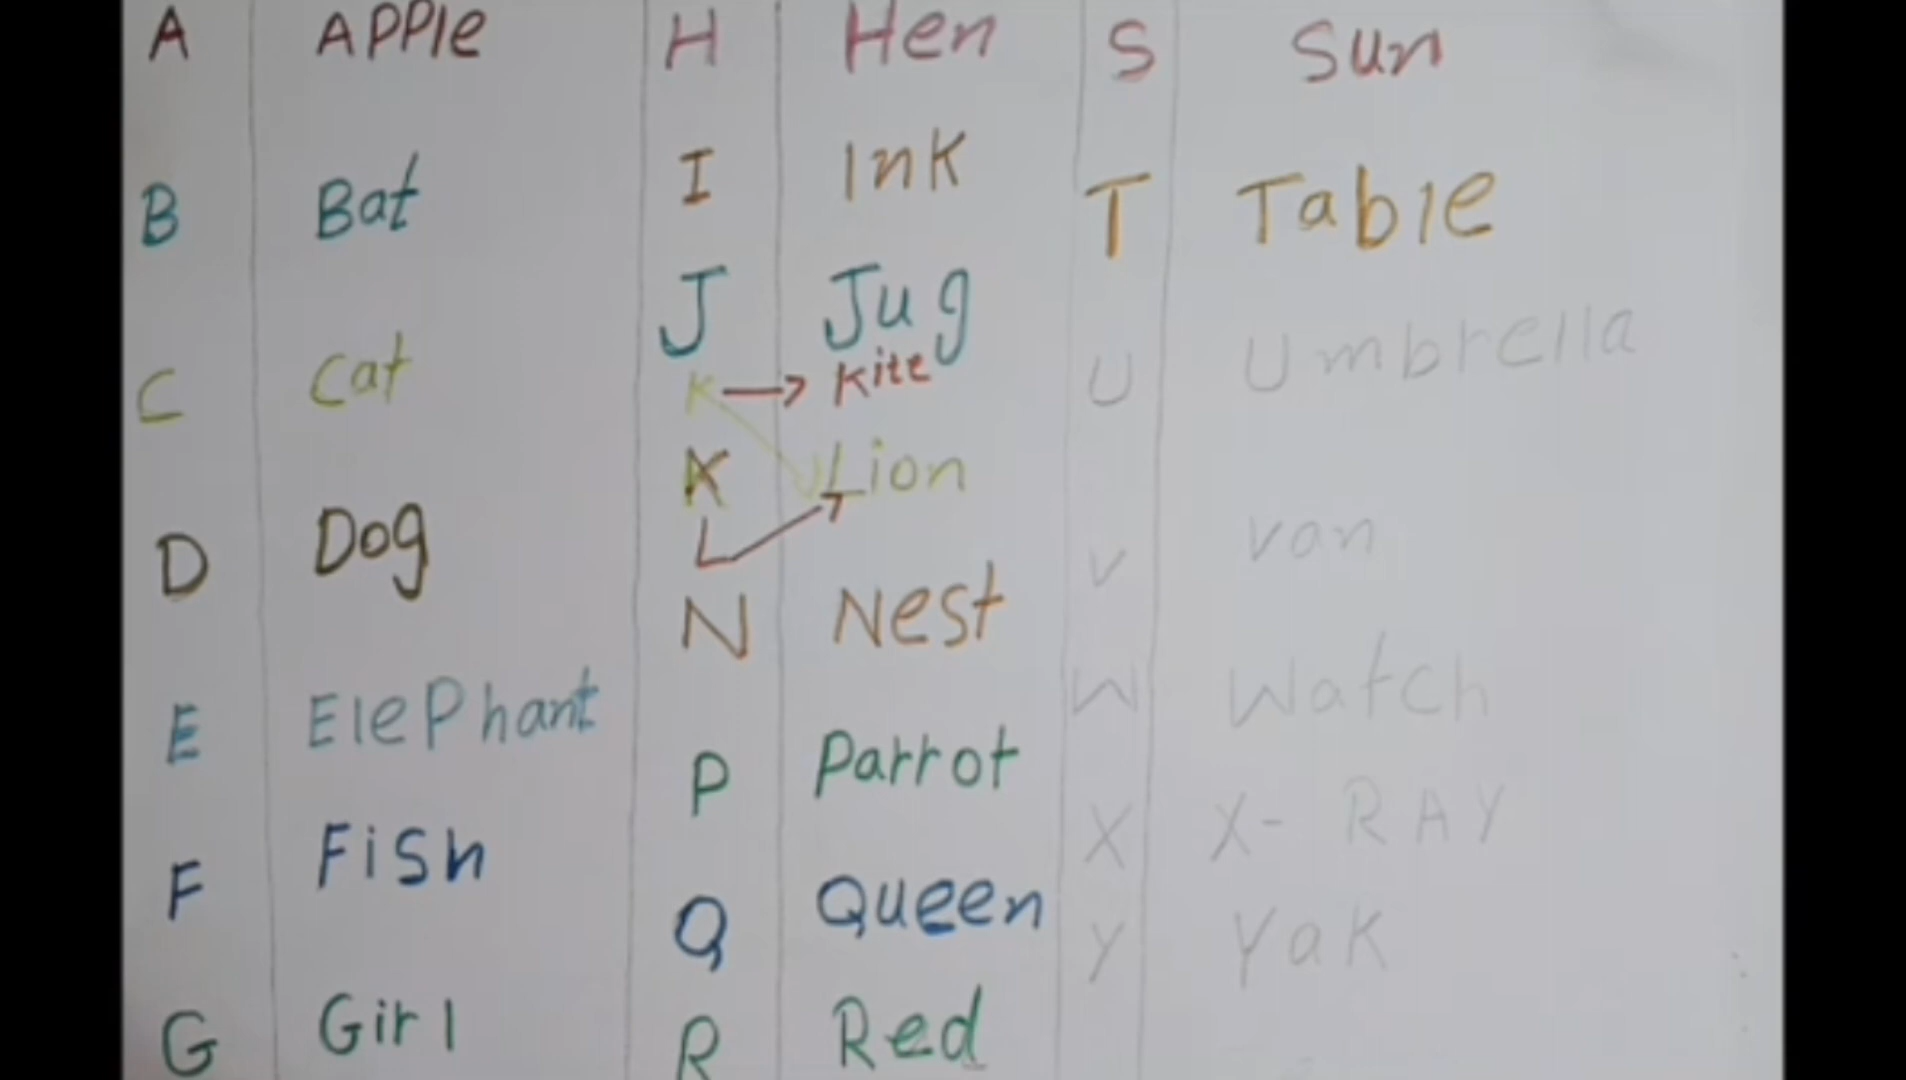 A Apple
B Bat
C Cat
D Dog
E Elephant
F Fish
G Girl
H Hen
I Ink
J Jug
K → Kite
K Lion
L
N Nest
P Parrot
Q Queen
R Red
S Sun
T Table
U Umbrella
V Van
W Watch
X X-RAY
Y Yak